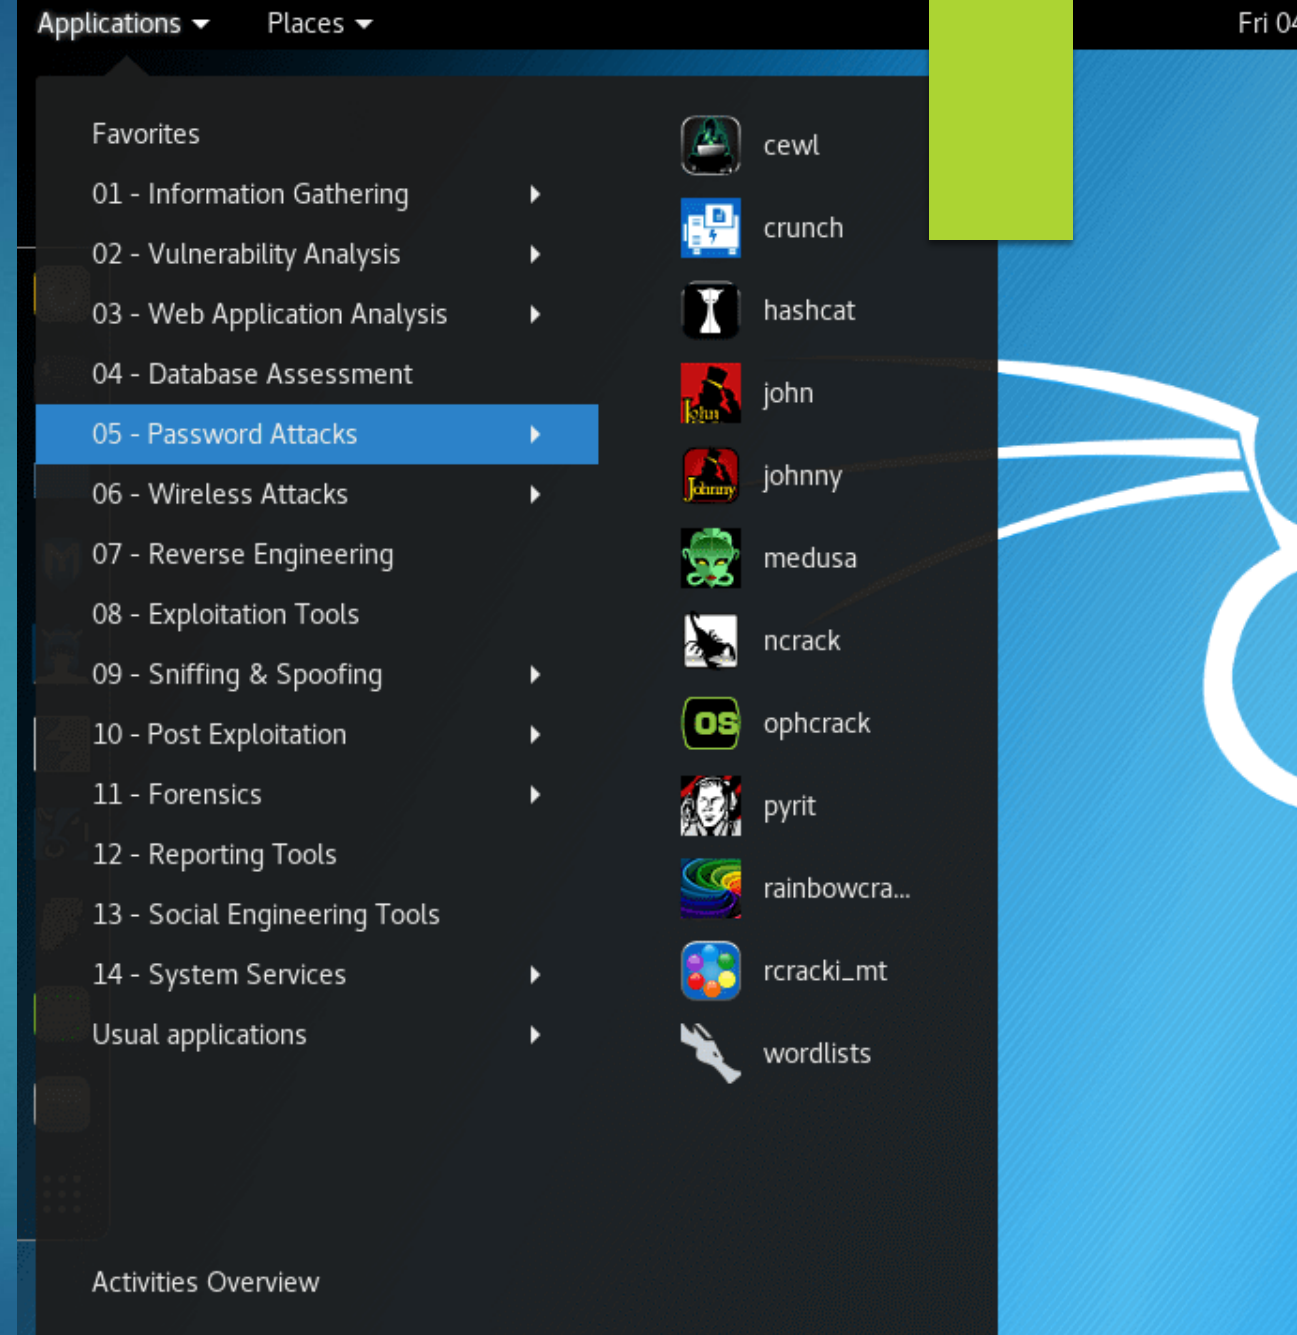 Applications Places Fri 04
Favorites
01 - Information Gathering
02 - Vulnerability Analysis
03 - Web Application Analysis
04 - Database Assessment
05 - Password Attacks
06 - Wireless Attacks
07 - Reverse Engineering
08 - Exploitation Tools
09 - Sniffing & Spoofing
10 - Post Exploitation
11 - Forensics
12 - Reporting Tools
13 - Social Engineering Tools
14 - System Services
Usual applications
Activities Overview
cewl
crunch
hashcat
John
john
Johnny
johnny
medusa
ncrack
OS
ophcrack
pyrit
rainbowcra...
rcracki_mt
wordlists